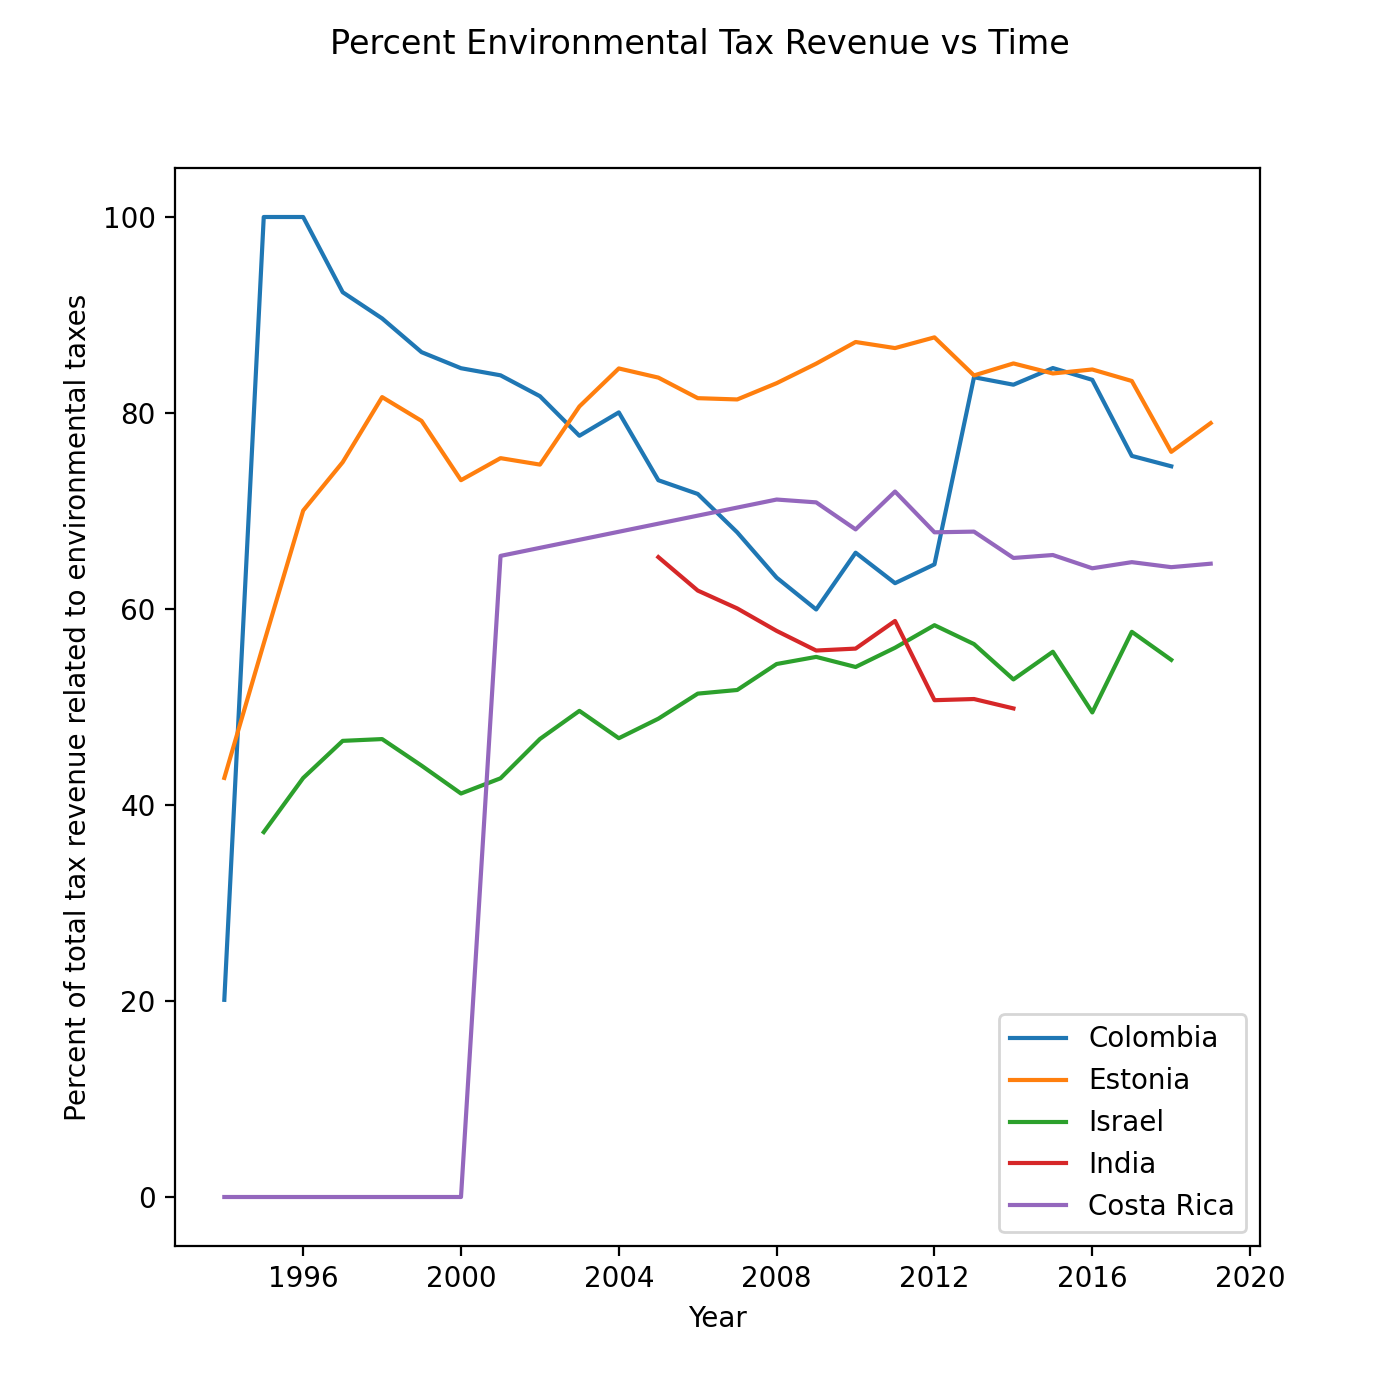 Percent Environmental Tax Revenue vs Time
Percent of total tax revenue related to environmental taxes
100
80
60
40
20
0
Colombia
Estonia
Israel
India
Costa Rica
1996 2000 2004 2008 2012 2016 2020
Year